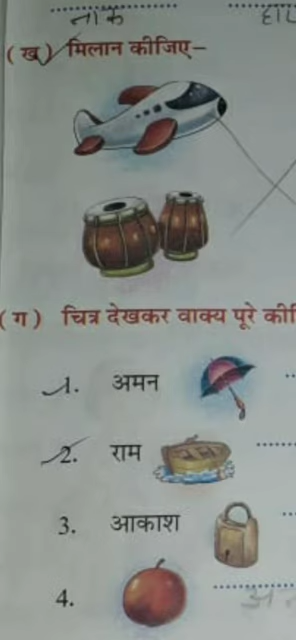 नाक
(ख) मिलान कीजिए–
(ग) चित्र देखकर वाक्य पूरे
1. अमन
2. राम
3. आकाश
4.